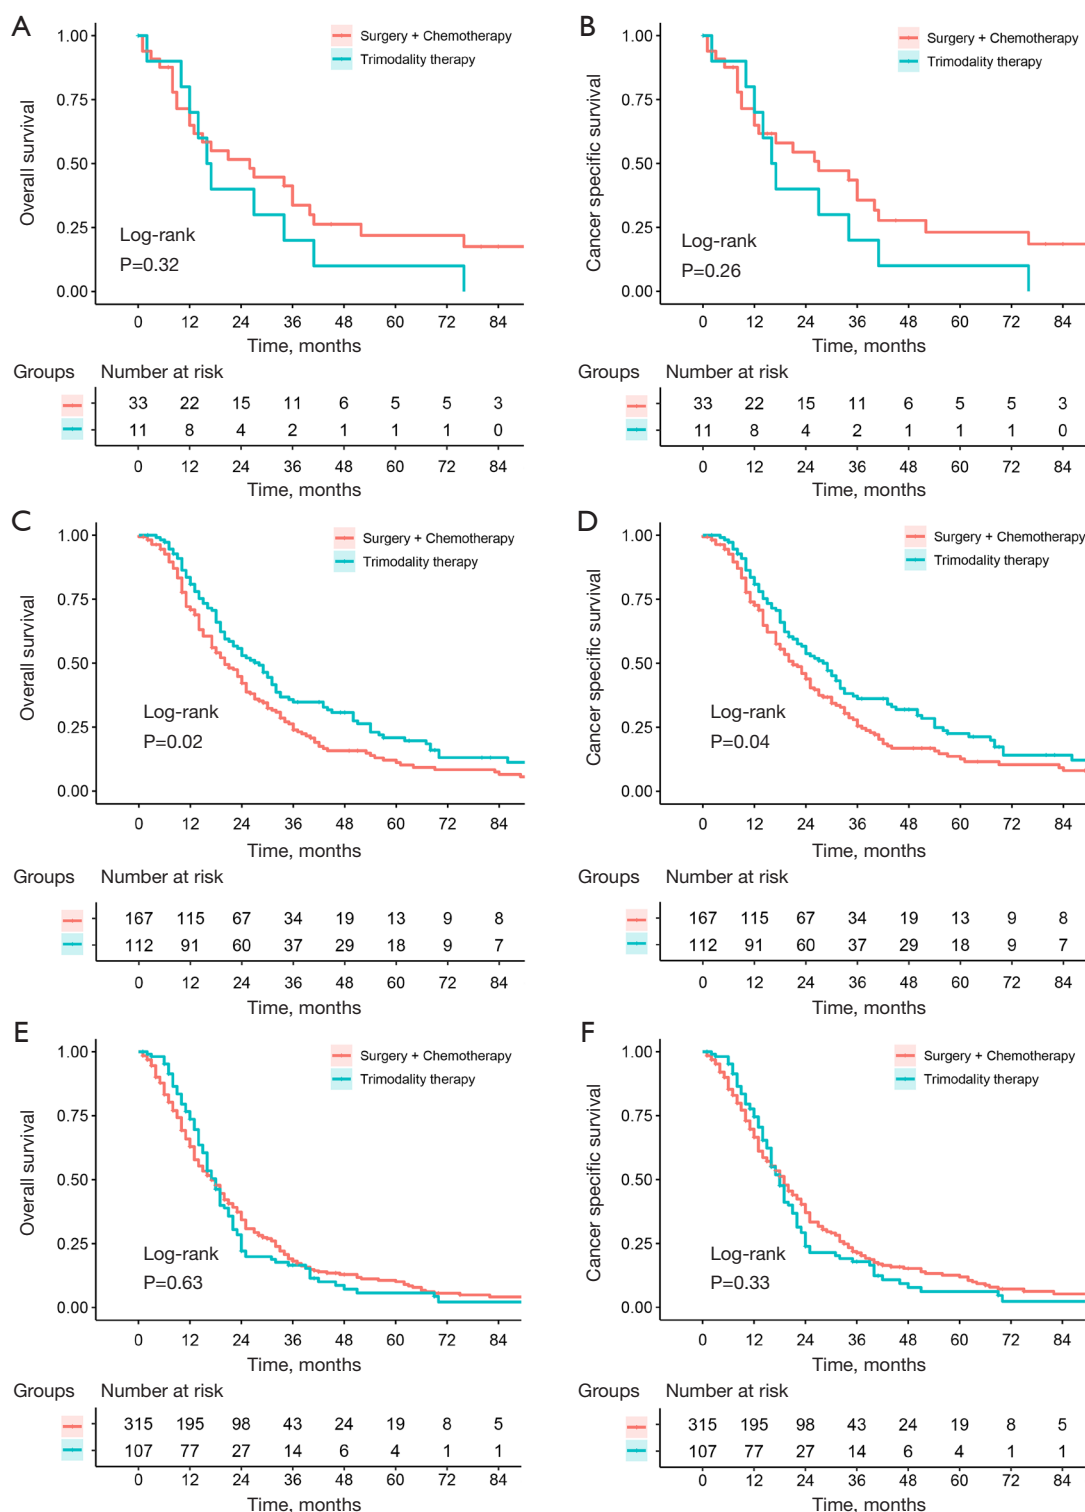 A
1.00
0.75
0.50
0.25
0.00
Overall survival
Surgery + Chemotherapy
Trimodality therapy
Log-rank
P=0.32
0 12 24 36 48 60 72 84
Time, months
Groups Number at risk
33 22 15 11 6 5 5 3
11 8 4 2 1 1 1 0
0 12 24 36 48 60 72 84
Time, months
B
1.00
0.75
0.50
0.25
0.00
Cancer specific survival
Surgery + Chemotherapy
Trimodality therapy
Log-rank
P=0.26
0 12 24 36 48 60 72 84
Time, months
Groups Number at risk
33 22 15 11 6 5 5 3
11 8 4 2 1 1 1 0
0 12 24 36 48 60 72 84
Time, months
C
1.00
0.75
0.50
0.25
0.00
Overall survival
Surgery + Chemotherapy
Trimodality therapy
Log-rank
P=0.02
0 12 24 36 48 60 72 84
Time, months
Groups Number at risk
167 115 67 34 19 13 9 8
112 91 60 37 29 18 9 7
0 12 24 36 48 60 72 84
Time, months
D
1.00
0.75
0.50
0.25
0.00
Cancer specific survival
Surgery + Chemotherapy
Trimodality therapy
Log-rank
P=0.04
0 12 24 36 48 60 72 84
Time, months
Groups Number at risk
167 115 67 34 19 13 9 8
112 91 60 37 29 18 9 7
0 12 24 36 48 60 72 84
Time, months
E
1.00
0.75
0.50
0.25
0.00
Overall survival
Surgery + Chemotherapy
Trimodality therapy
Log-rank
P=0.63
0 12 24 36 48 60 72 84
Time, months
Groups Number at risk
315 195 98 43 24 19 8 5
107 77 27 14 6 4 1 1
0 12 24 36 48 60 72 84
Time, months
F
1.00
0.75
0.50
0.25
0.00
Cancer specific survival
Surgery + Chemotherapy
Trimodality therapy
Log-rank
P=0.33
0 12 24 36 48 60 72 84
Time, months
Groups Number at risk
315 195 98 43 24 19 8 5
107 77 27 14 6 4 1 1
0 12 24 36 48 60 72 84
Time, months